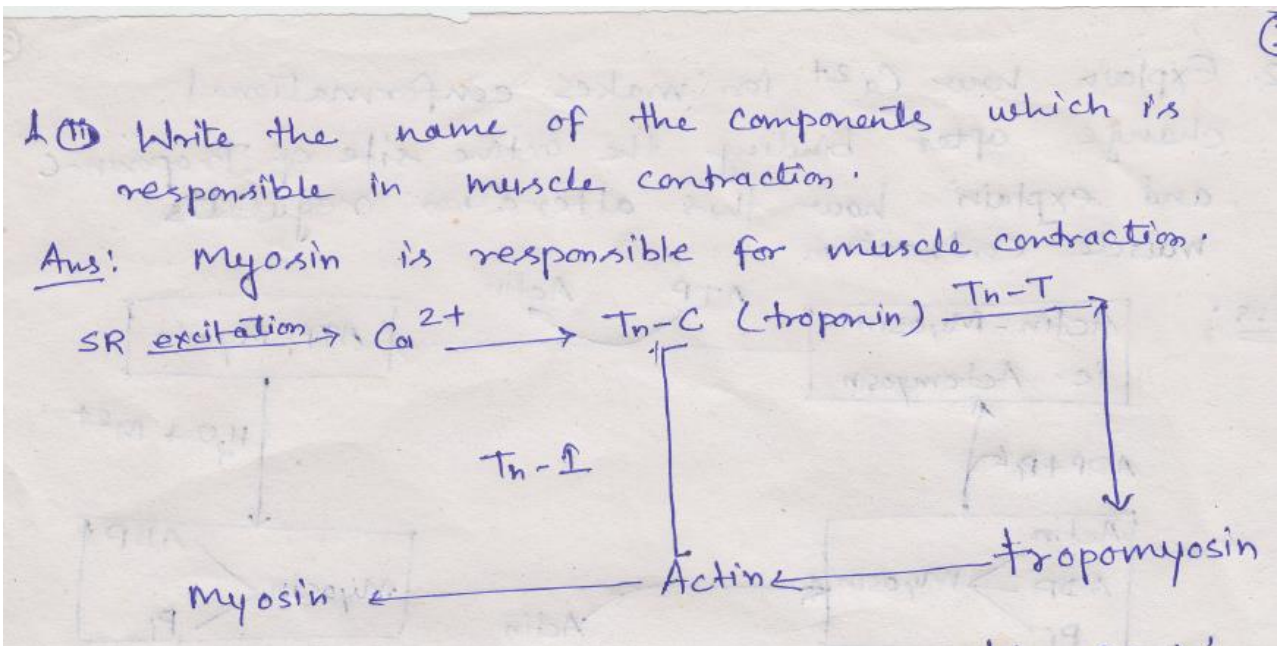 (ii) Write the name of the components which is
responsible in muscle contraction.
Ans: Myosin is responsible for muscle contraction.
SR excitation → Ca2+ → Tn-C (troponin) Tn-T
Tn-I
Myosin ← Actin ← tropomyosin